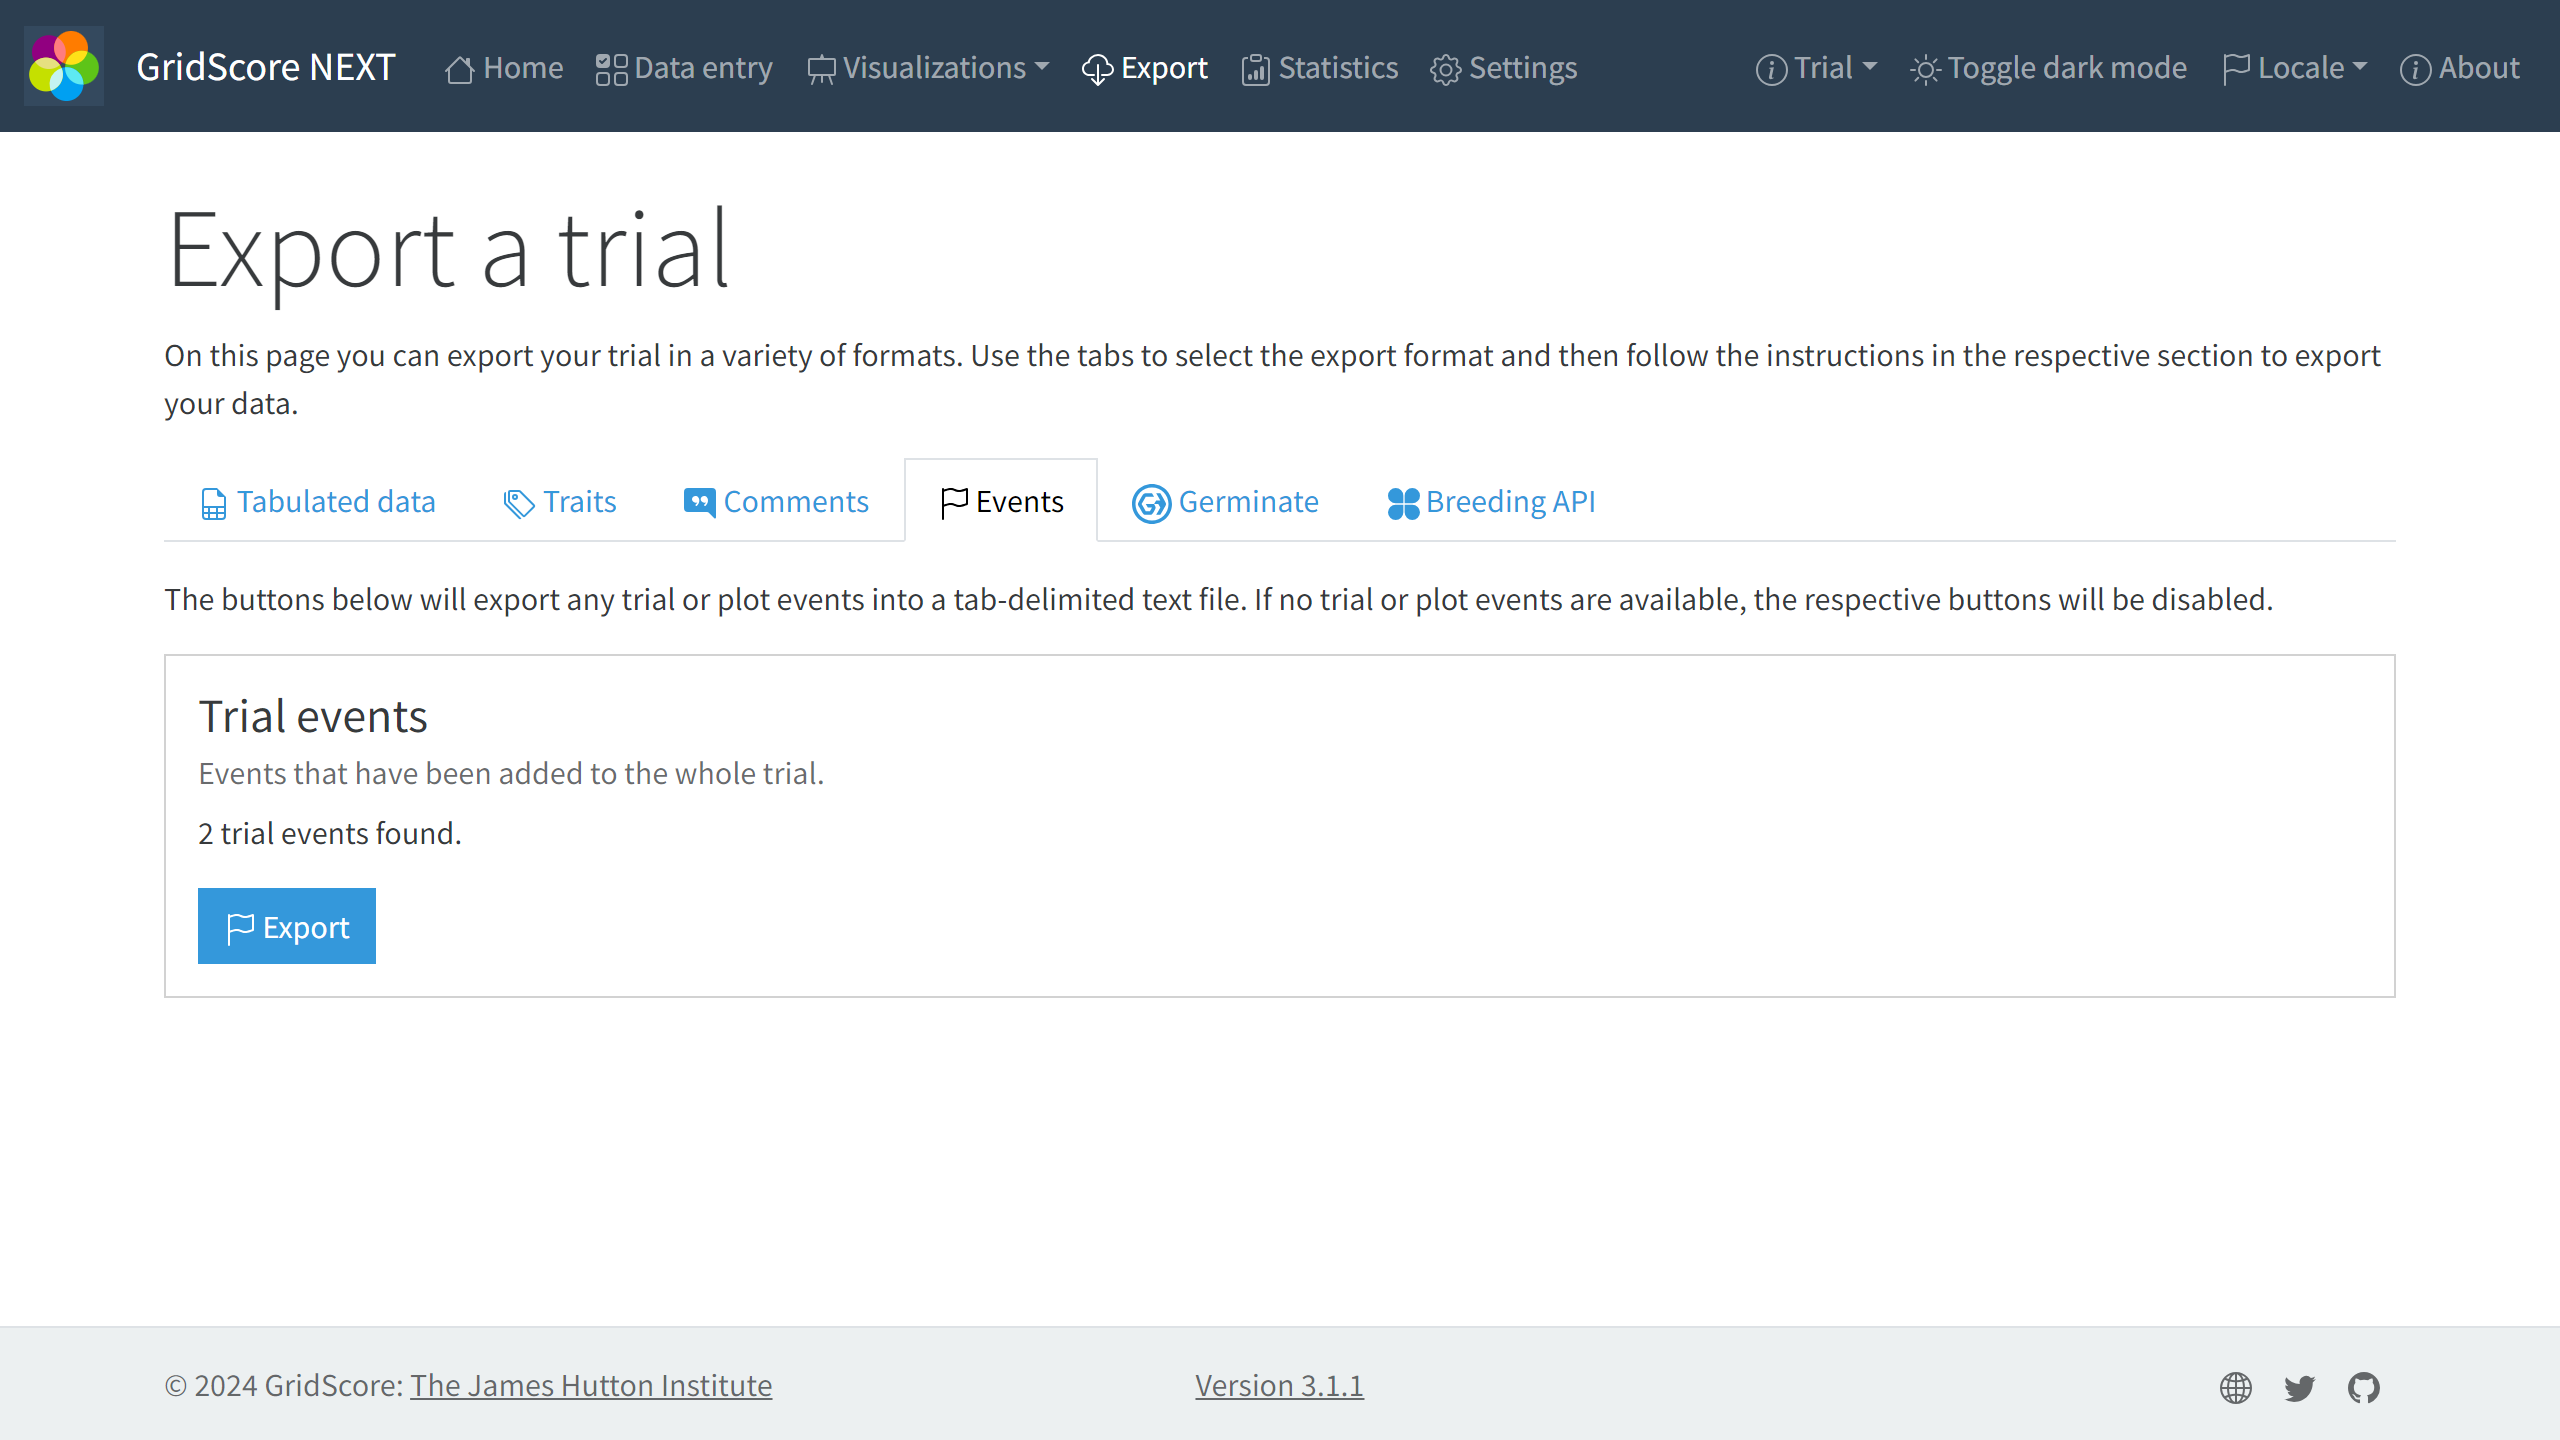 GridScore NEXT Home Data entry Visualizations Export Statistics Settings Trial Toggle dark mode Locale About
Export a trial
On this page you can export your trial in a variety of formats. Use the tabs to select the export format and then follow the instructions in the respective section to export
your data.
Tabulated data Traits Comments Events Germinate Breeding API
The buttons below will export any trial or plot events into a tab-delimited text file. If no trial or plot events are available, the respective buttons will be disabled.
Trial events
Events that have been added to the whole trial.
2 trial events found.
Export
© 2024 GridScore: The James Hutton Institute Version 3.1.1